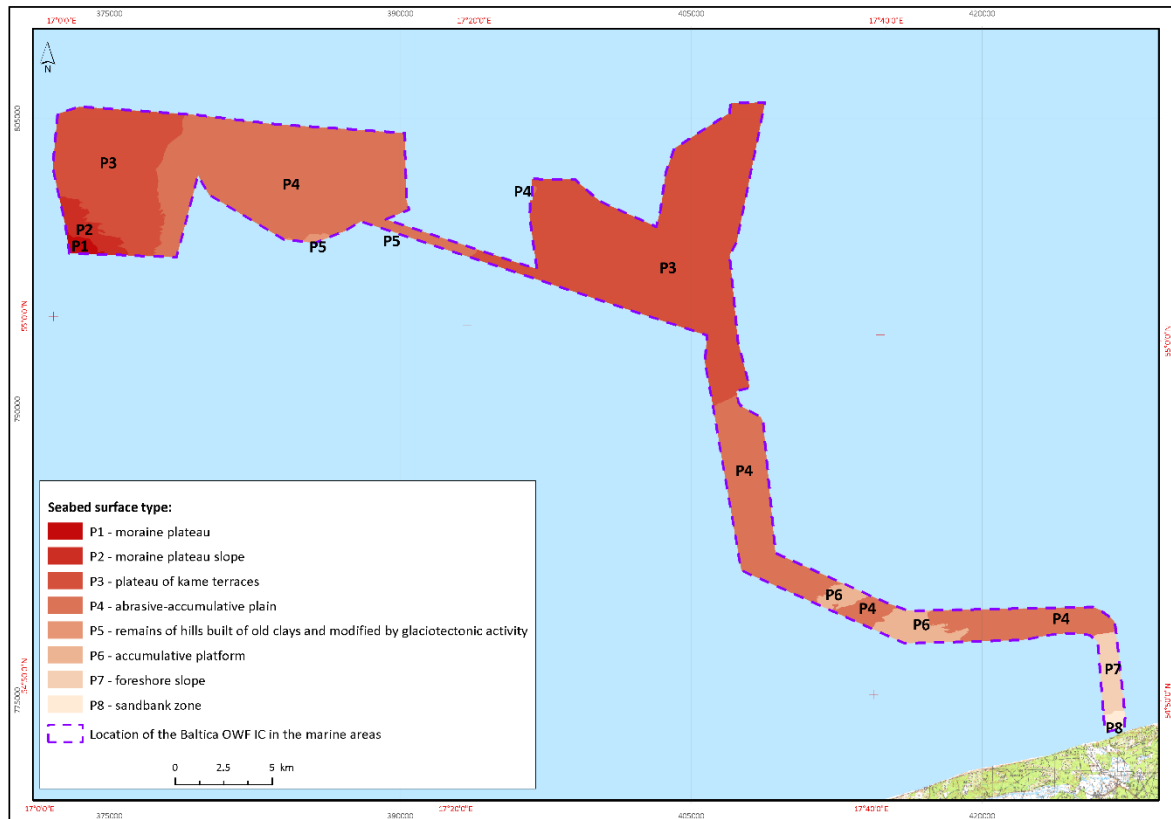 17°0'0"E 375000 390000 17°20'0"E 405000 17°40'0"E 420000
N
805000
P3
P4
P4
P2
P1
P5
P5
P3
55°0'0"N
55°0'0"N
790000
P4
Seabed surface type:
P1 - moraine plateau
P2 - moraine plateau slope
P3 - plateau of kame terraces
P4 - abrasive-accumulative plain
P5 - remains of hills built of old clays and modified by glaciotectonic activity
P6 - accumulative platform
P7 - foreshore slope
P8 - sandbank zone
Location of the Baltica OWF IC in the marine areas
0 2.5 5 km
P6
P4
P6
P4
P7
P8
54°50'0"N
775000
54°50'0"N
17°0'0"E 375000 390000 17°20'0"E 405000 17°40'0"E 420000